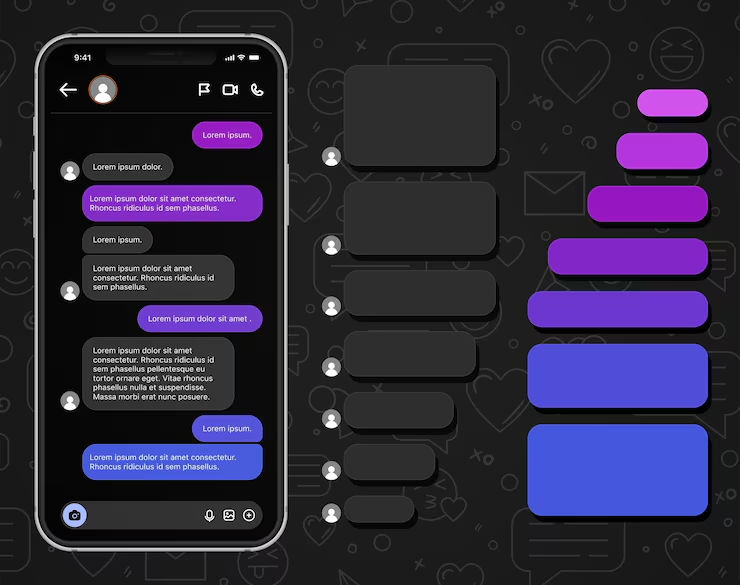 9:41
Lorem ipsum.
Lorem ipsum dolor.
Lorem ipsum dolor sit amet consectetur.
Rhoncus ridiculus id sem phasellus.
Lorem ipsum.
Lorem ipsum dolor sit amet
consectetur. Rhoncus ridiculus id
sem phasellus.
Lorem ipsum dolor sit amet .
Lorem ipsum dolor sit amet
consectetur. Rhoncus ridiculus id
sem phasellus pellentesque eu
tortor ornare eget. Vitae rhoncus
phasellus nulla et suspendisse.
Massa morbi erat nunc posuere.
Lorem ipsum.
Lorem ipsum dolor sit amet consectetur.
Rhoncus ridiculus id sem phasellus.